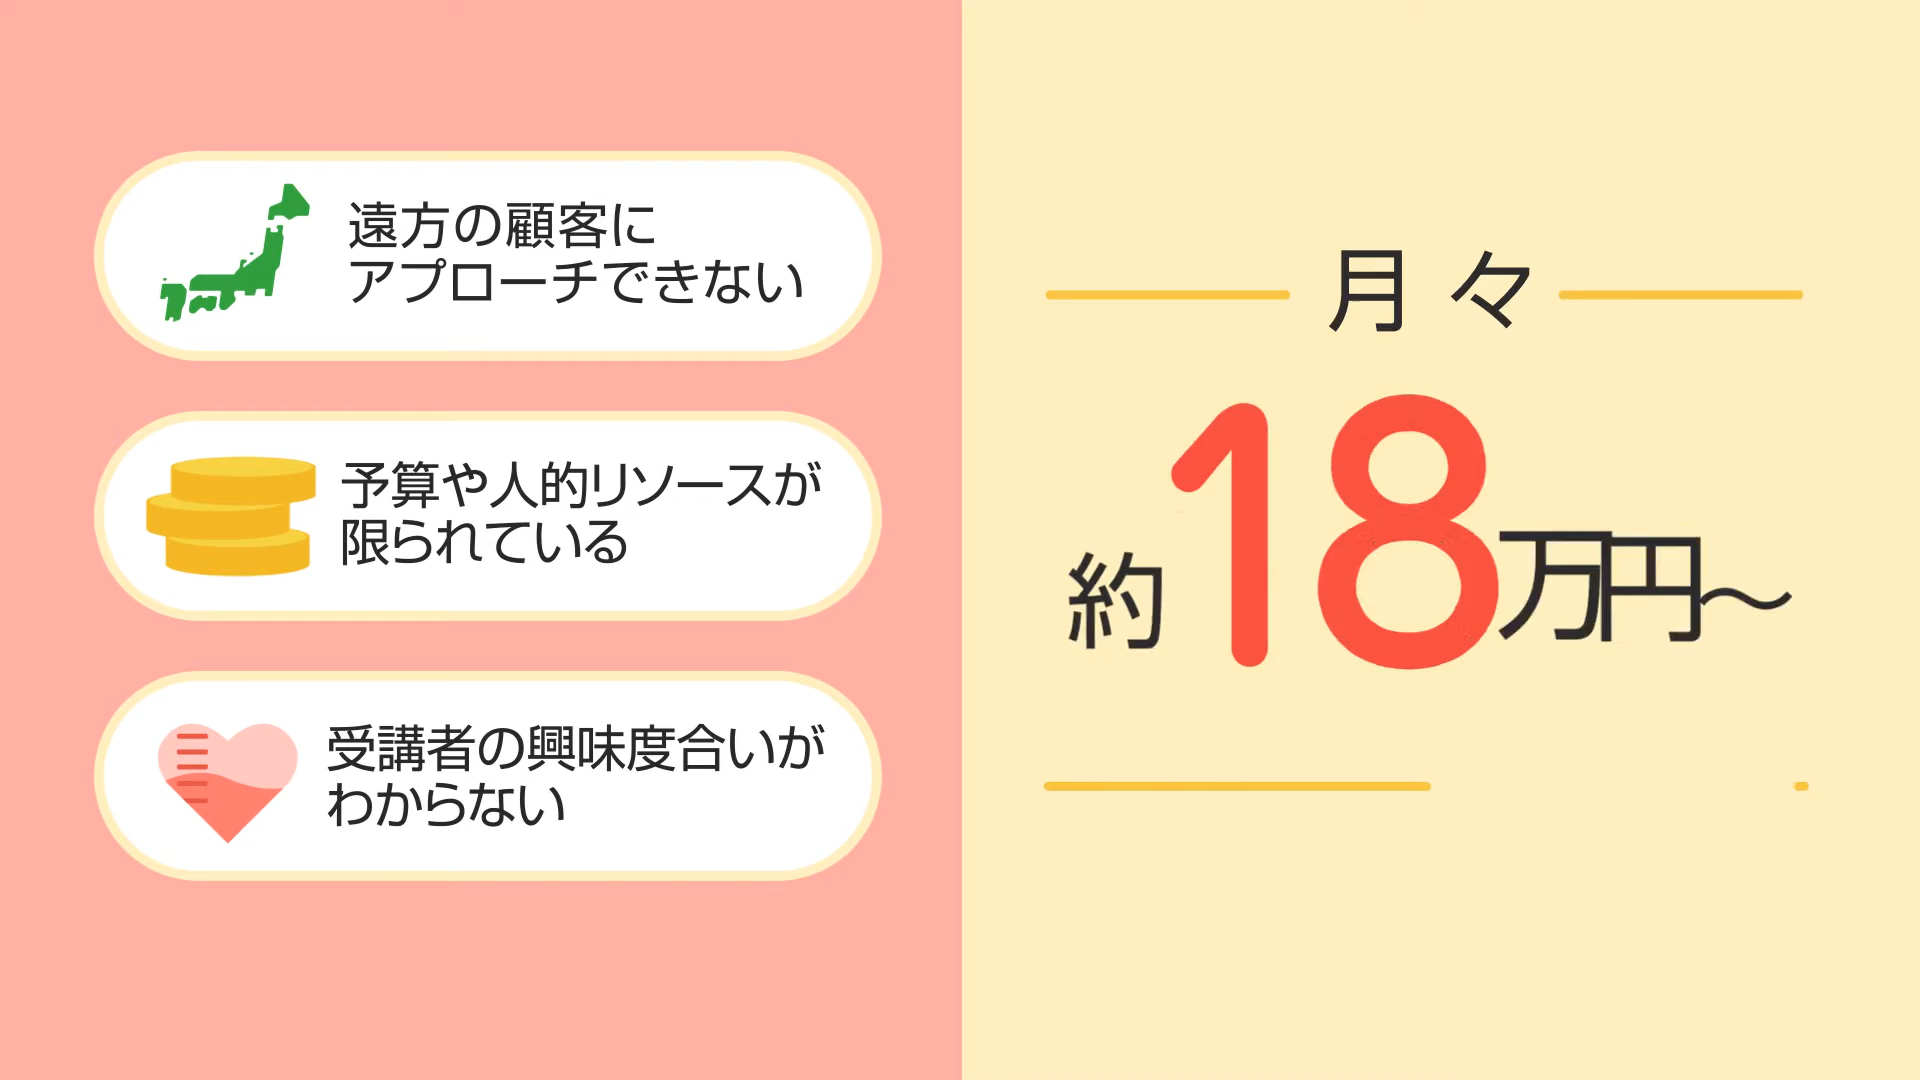 遠方の顧客に
アプローチできない
予算や人的リソースが
限られている
受講者の興味度合いが
わからない
月々
約18万円〜